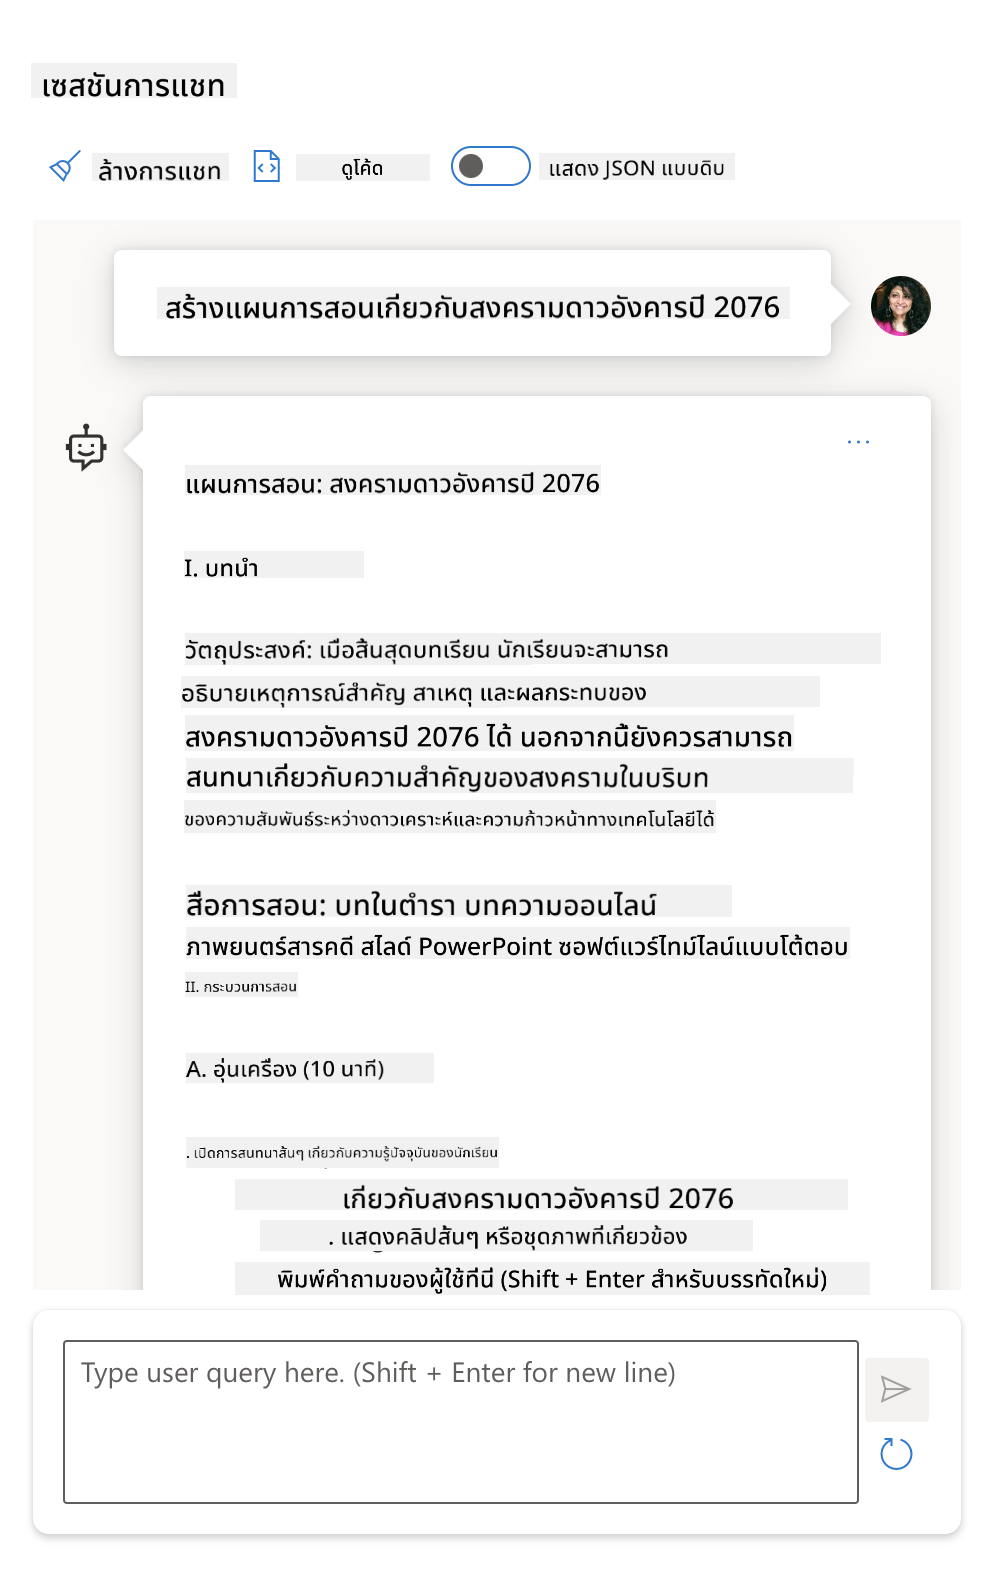 เซสชันการแชท
ล้างการแชท
ดูโค้ด
แสดง JSON แบบดิบ
สร้างแผนการสอนเกี่ยวกับสงครามดาวอังคารปี 2076
แผนการสอน: สงครามดาวอังคารปี 2076
I. บทนำ
วัตถุประสงค์: เมื่อสิ้นสุดบทเรียน นักเรียนจะสามารถ
อธิบายเหตุการณ์สำคัญ สาเหตุ และผลกระทบของ
สงครามดาวอังคารปี 2076 ได้ นอกจากนี้ยังควรสามารถ
สนทนาเกี่ยวกับความสำคัญของสงครามในบริบท
ของความสัมพันธ์ระหว่างดาวเคราะห์และความก้าวหน้าทางเทคโนโลยีได้
สื่อการสอน: บทในตำรา บทความออนไลน์
ภาพยนตร์สารคดี สไลด์ PowerPoint ซอฟต์แวร์ไทม์ไลน์แบบโต้ตอบ
II. กระบวนการสอน
A. อุ่นเครื่อง (10 นาที)
. เปิดการสนทนาสั้นๆ เกี่ยวกับความรู้ปัจจุบันของนักเรียน
เกี่ยวกับสงครามดาวอังคารปี 2076
. แสดงคลิปสั้นๆ หรือชุดภาพที่เกี่ยวข้อง
พิมพ์คำถามของผู้ใช้ที่นี่ (Shift + Enter สำหรับบรรทัดใหม่)
Type user query here. (Shift + Enter for new line)